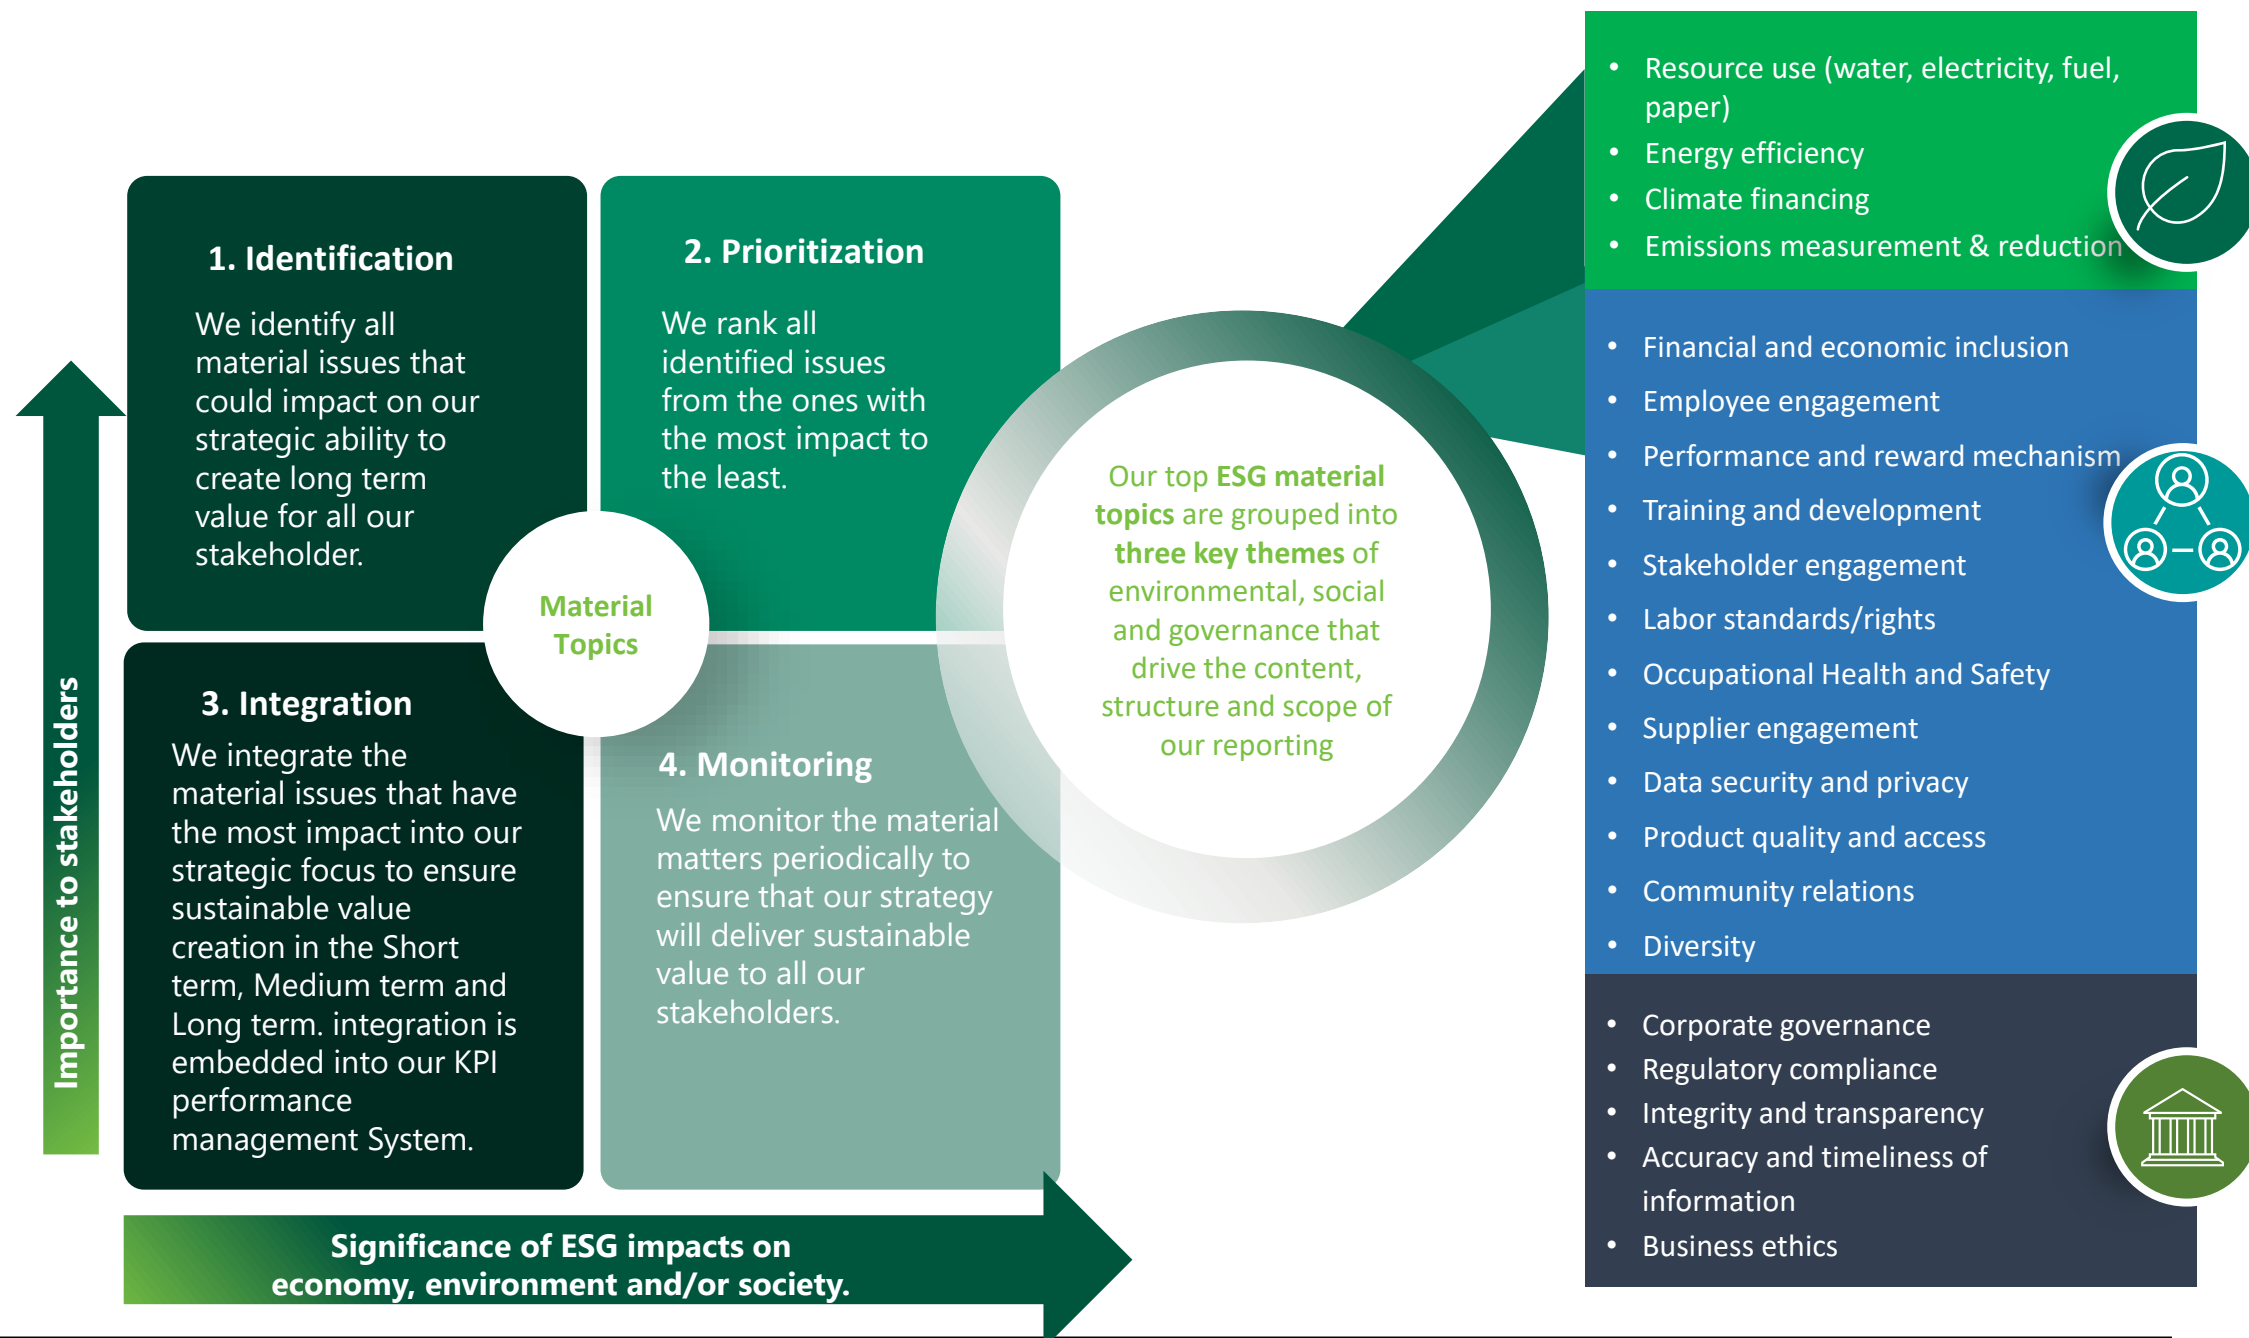 1. Identification
We identify all
material issues that
could impact on our
strategic ability to
create long term
value for all our
stakeholder.
2. Prioritization
We rank all
identified issues
from the ones with
the most impact to
the least.
Material
Topics
3. Integration
We integrate the
material issues that have
the most impact into our
strategic focus to ensure
sustainable value
creation in the Short
term, Medium term and
Long term. integration is
embedded into our KPI
performance
management System.
4. Monitoring
We monitor the material
matters periodically to
ensure that our strategy
will deliver sustainable
value to all our
stakeholders.
Importance to stakeholders
Significance of ESG impacts on
economy, environment and/or society.
Our top ESG material
topics are grouped into
three key themes of
environmental, social
and governance that
drive the content,
structure and scope of
our reporting
• Resource use (water, electricity, fuel,
paper)
• Energy efficiency
• Climate financing
• Emissions measurement & reduction
• Financial and economic inclusion
• Employee engagement
• Performance and reward mechanism
• Training and development
• Stakeholder engagement
• Labor standards/rights
• Occupational Health and Safety
• Supplier engagement
• Data security and privacy
• Product quality and access
• Community relations
• Diversity
• Corporate governance
• Regulatory compliance
• Integrity and transparency
• Accuracy and timeliness of
information
• Business ethics